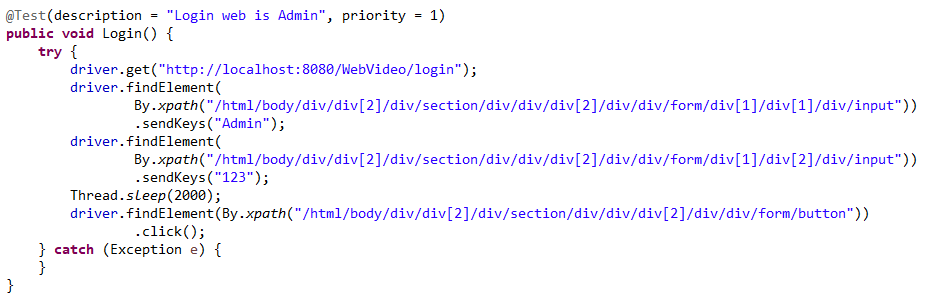 @Test(description = "Login web is Admin", priority = 1)
public void Login() {
    try {
        driver.get("http://localhost:8080/WebVideo/login");
        driver.findElement(
                By.xpath("/html/body/div/div[2]/div/section/div/div/div[2]/div/div/form/div[1]/div[1]/div/input"))
                .sendKeys("Admin");
        driver.findElement(
                By.xpath("/html/body/div/div[2]/div/section/div/div/div[2]/div/div/form/div[1]/div[2]/div/input"))
                .sendKeys("123");
        Thread.sleep(2000);
        driver.findElement(By.xpath("/html/body/div/div[2]/div/section/div/div/div[2]/div/div/form/button"))
                .click();
    } catch (Exception e) {
    }
}